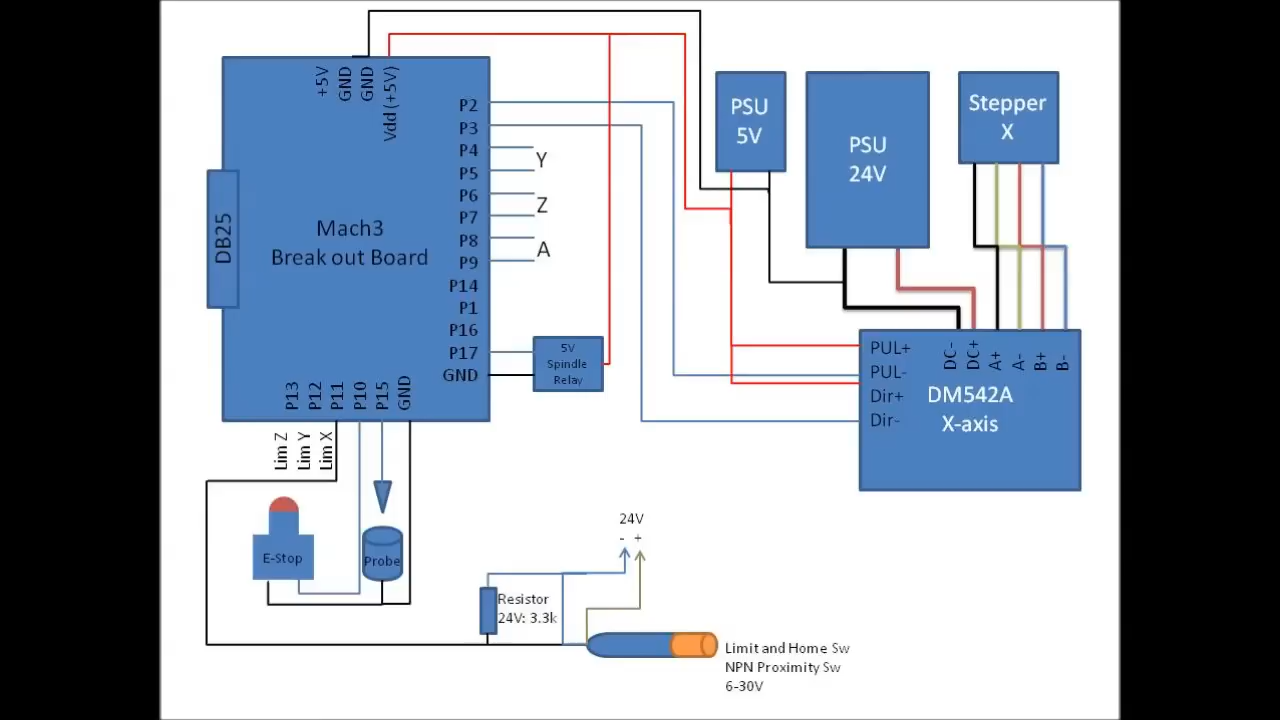 +5V
GND
GND
Vdd (+5V)
P2
P3
P4
P5
P6
P7
P8
P9
P14
P1
P16
P17
GND
Y
Z
A
DB25
Mach3
Break out Board
P13
P12
P11
P10
P15
GND
Lim Z
Lim Y
Lim X
5V
Spindle
Relay
PSU
5V
PSU
24V
Stepper
X
PUL+
PUL-
Dir+
Dir-
DC-
DC+
A+
A-
B+
B-
DM542A
X-axis
E-Stop
Probe
24V
- +
Resistor
24V: 3.3k
Limit and Home Sw
NPN Proximity Sw
6-30V